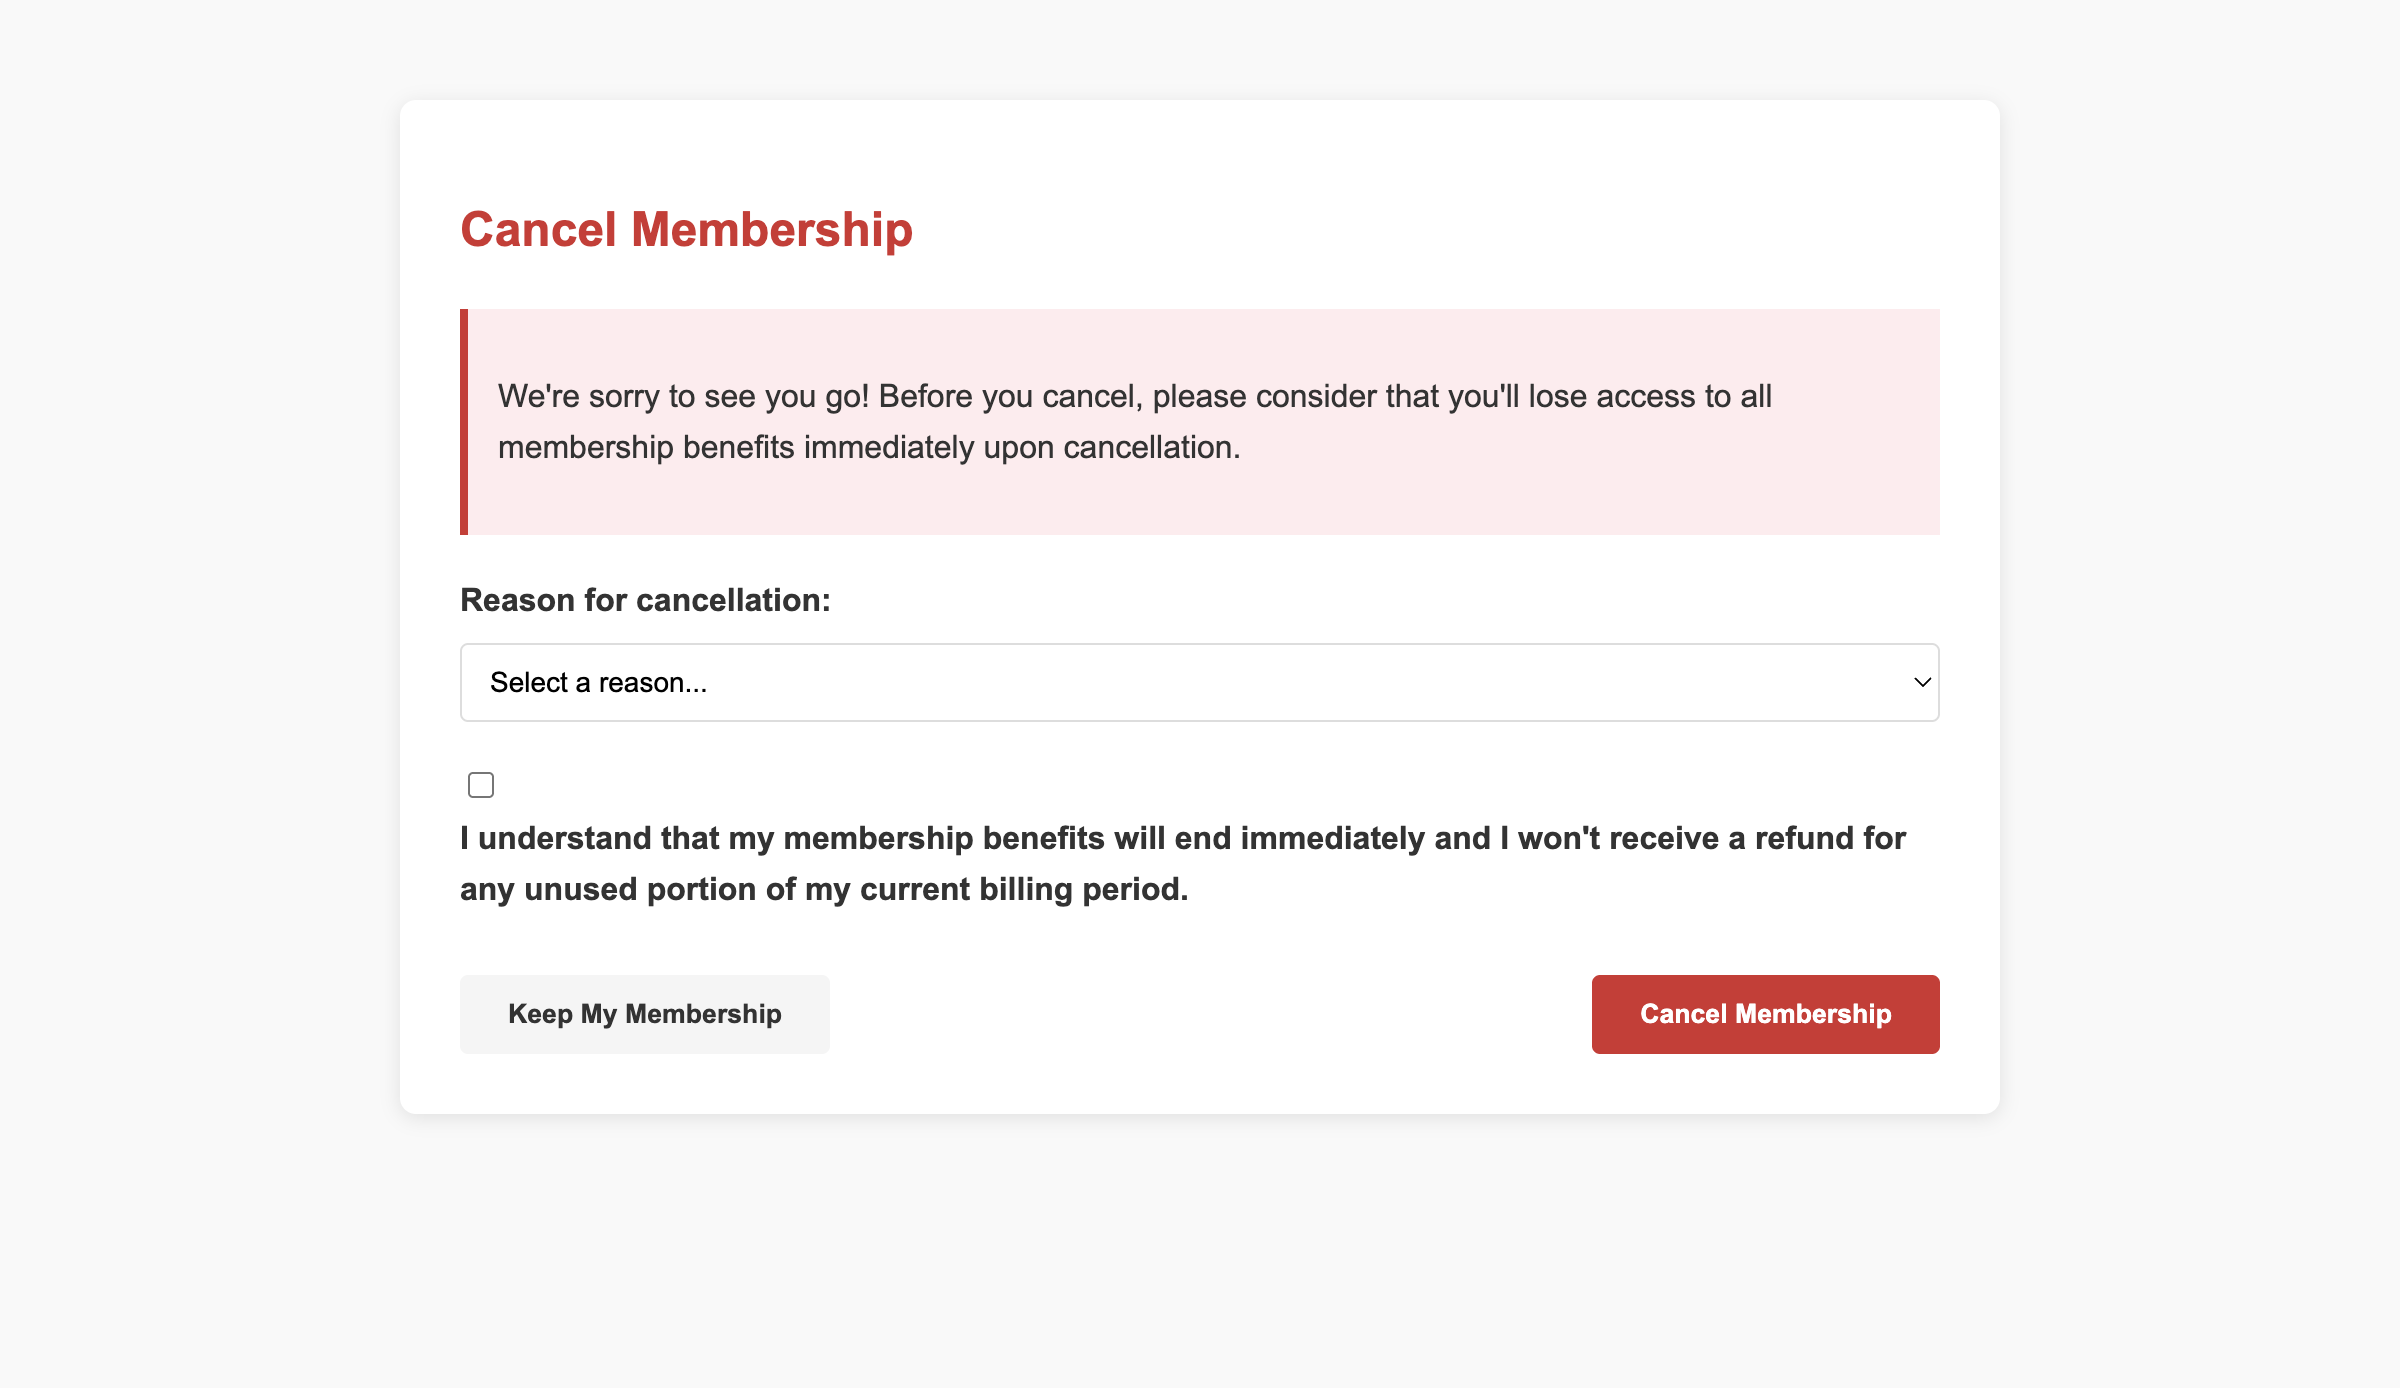 Cancel Membership
We're sorry to see you go! Before you cancel, please consider that you'll lose access to all
membership benefits immediately upon cancellation.
Reason for cancellation:
Select a reason...
I understand that my membership benefits will end immediately and I won't receive a refund for
any unused portion of my current billing period.
Keep My Membership
Cancel Membership